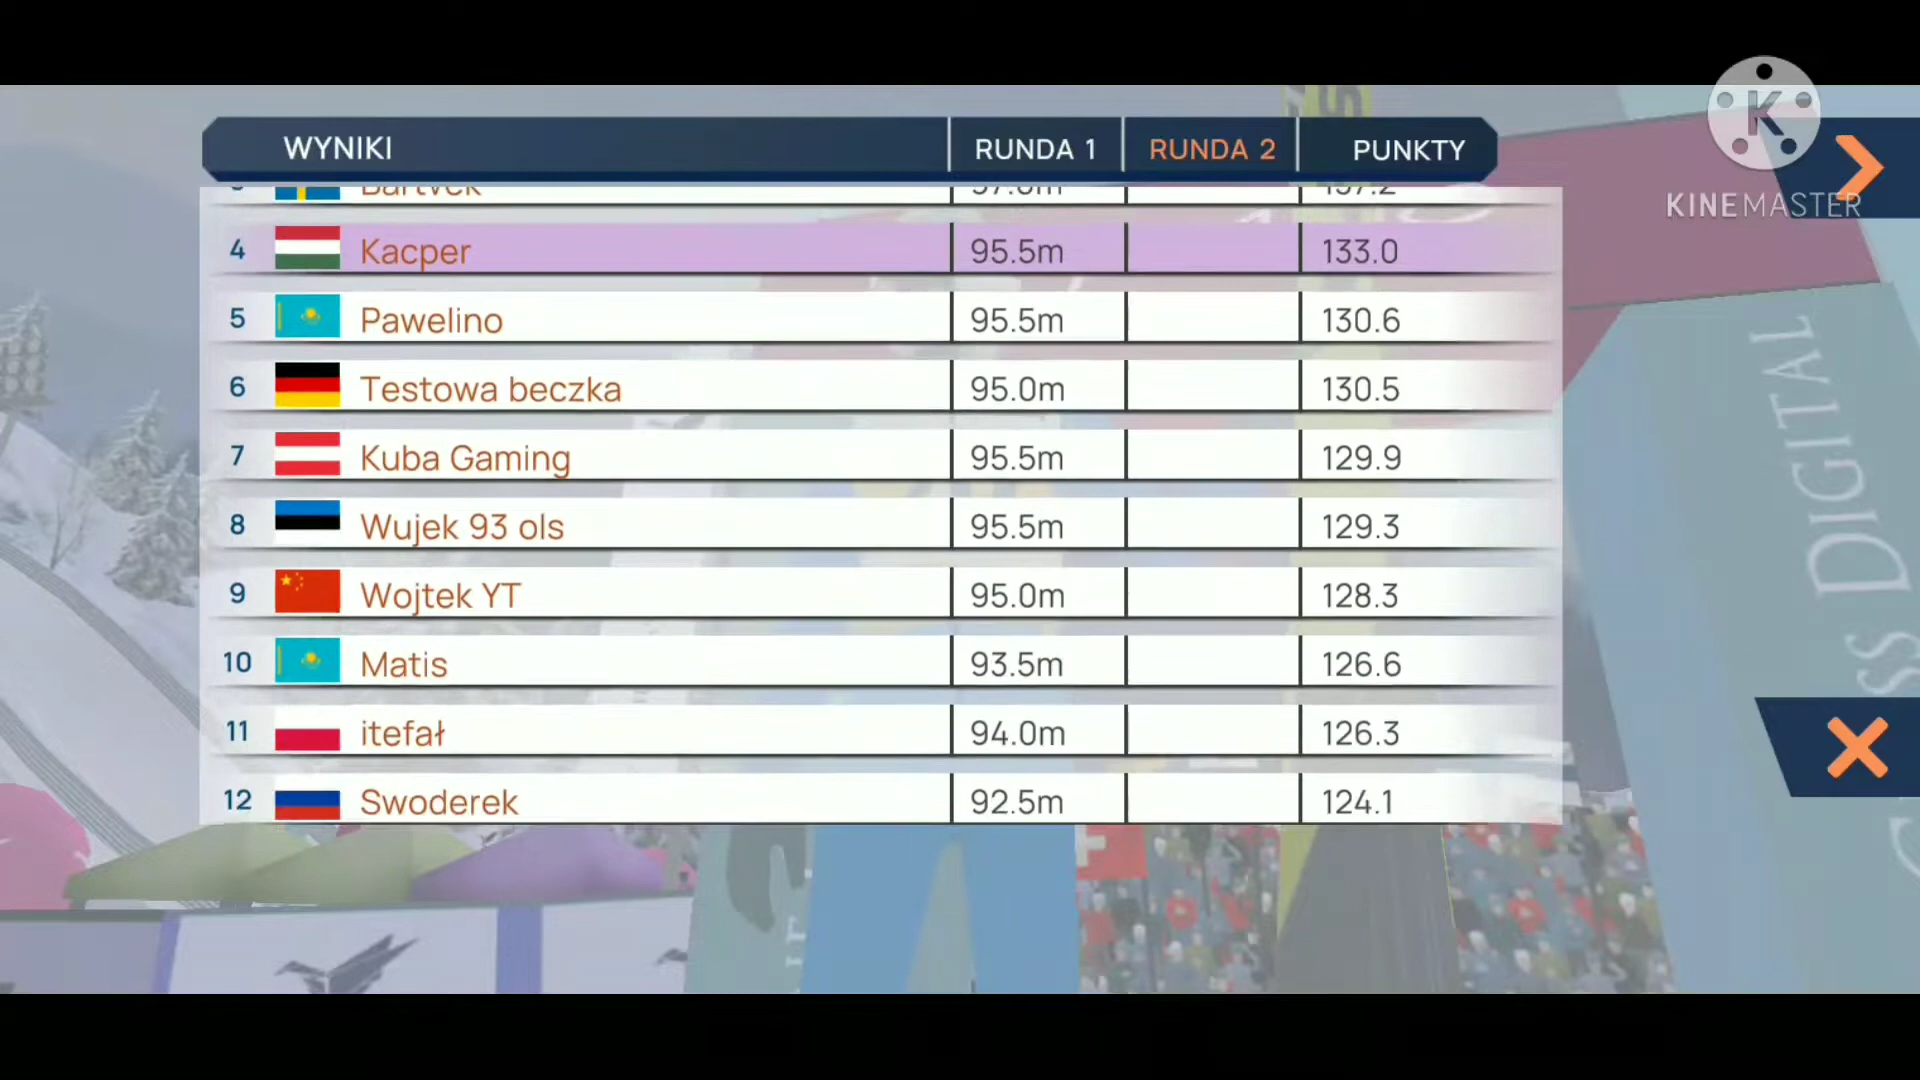 WYNIKI RUNDA 1 RUNDA 2 PUNKTY
4 Kacper 95.5m 133.0
5 Pawelino 95.5m 130.6
6 Testowa beczka 95.0m 130.5
7 Kuba Gaming 95.5m 129.9
8 Wujek 93 ols 95.5m 129.3
9 Wojtek YT 95.0m 128.3
10 Matis 93.5m 126.6
11 itefał 94.0m 126.3
12 Swoderek 92.5m 124.1
K
KINEMASTER
DIGITAL